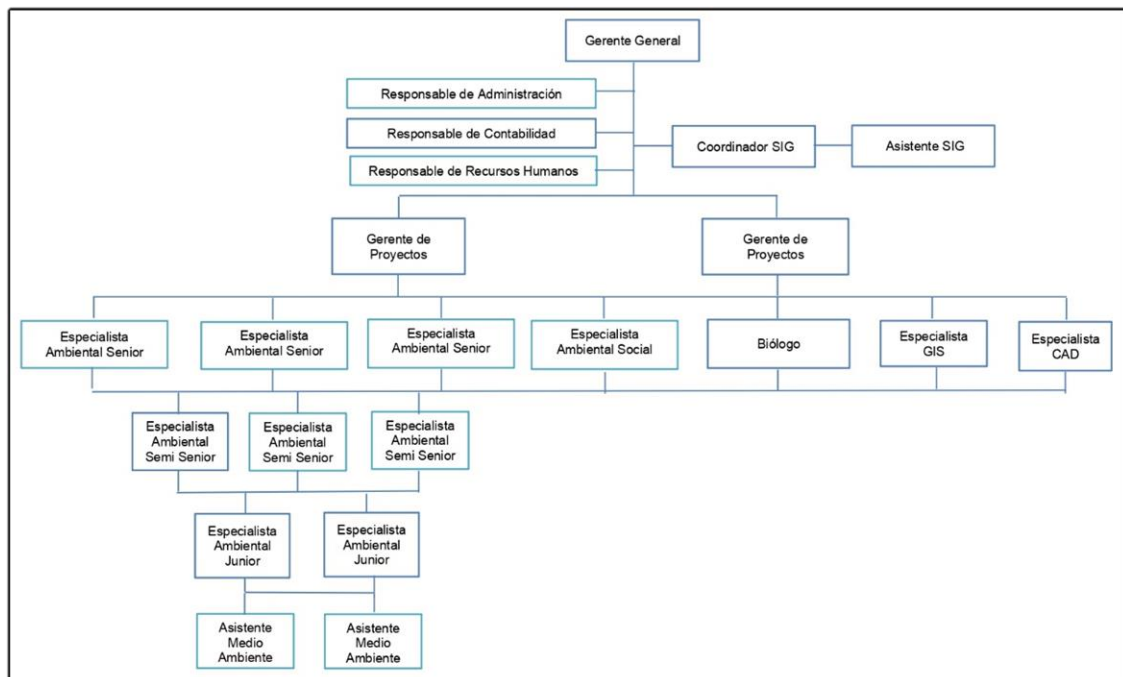 Gerente General
Responsable de Administración
Responsable de Contabilidad
Coordinador SIG
Asistente SIG
Responsable de Recursos Humanos
Gerente de
Proyectos
Gerente de
Proyectos
Especialista
Ambiental Senior
Especialista
Ambiental Senior
Especialista
Ambiental Senior
Especialista
Ambiental Social
Biólogo
Especialista
GIS
Especialista
CAD
Especialista
Ambiental
Semi Senior
Especialista
Ambiental
Semi Senior
Especialista
Ambiental
Semi Senior
Especialista
Ambiental
Junior
Especialista
Ambiental
Junior
Asistente
Medio
Ambiente
Asistente
Medio
Ambiente